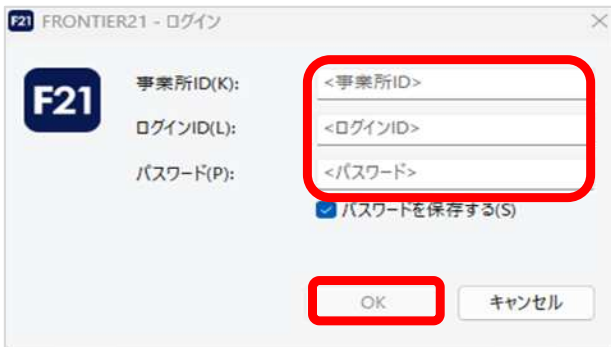 F21 FRONTIER21 - ログイン
F21
事業所ID(K): <事業所ID>
ログインID(L): <ログインID>
パスワード(P): <パスワード>
パスワードを保存する(S)
OK キャンセル